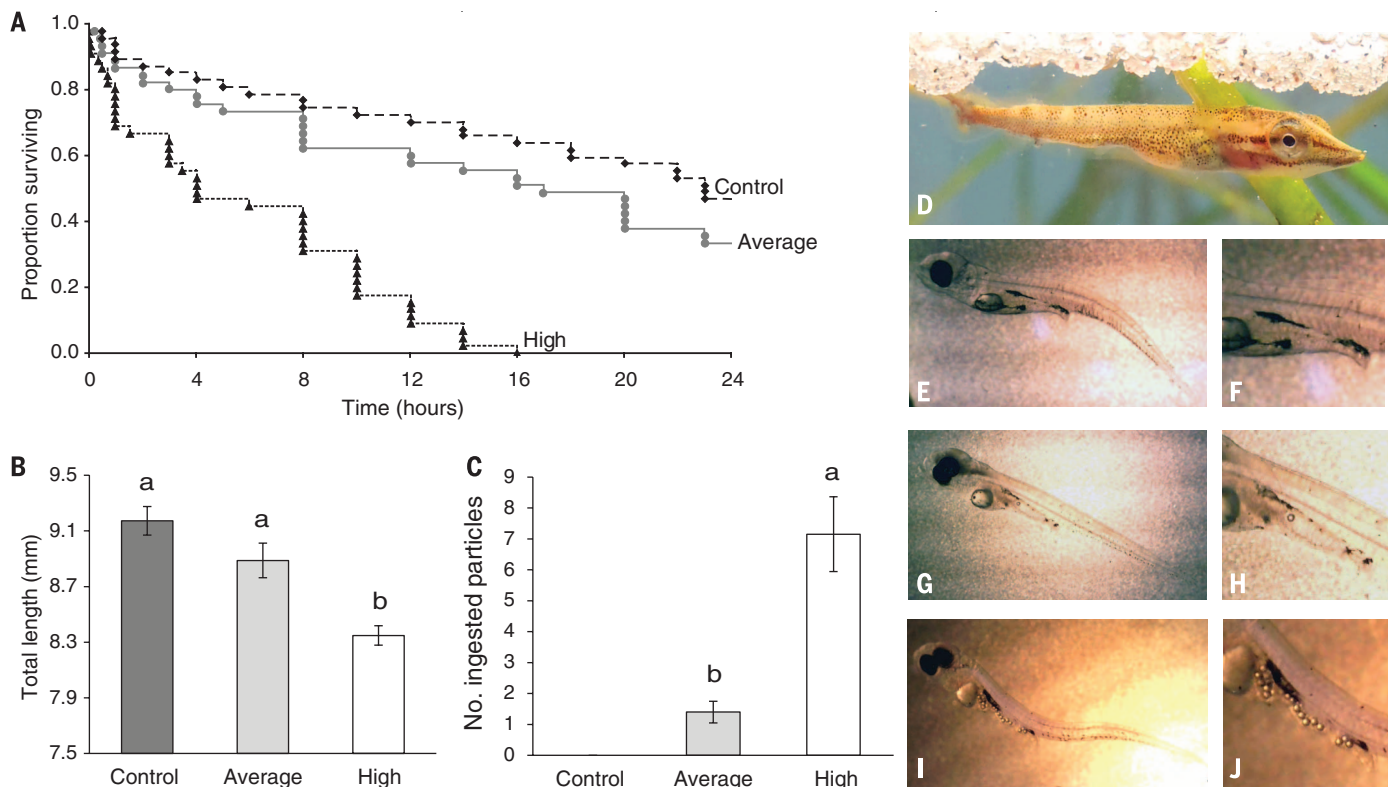 A
1.0
0.8
0.6
0.4
0.2
0.0
Proportion surviving
Control
Average
High
0 4 8 12 16 20 24
Time (hours)
B
9.5
9.1
8.7
8.3
7.9
7.5
Total length (mm)
a
a
b
Control Average High
C
9
8
7
6
5
4
3
2
1
0
No. ingested particles
b
a
Control Average High
D
E
F
G
H
I
J